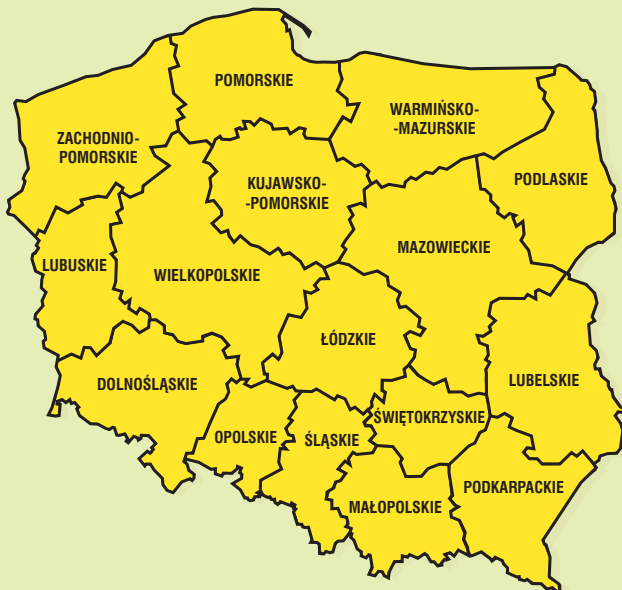 POMORSKIE
WARMIŃSKO-
-MAZURSKIE
ZACHODNIO-
POMORSKIE
KUJAWSKO-
-POMORSKIE
PODLASKIE
MAZOWIECKIE
LUBUSKIE
WIELKOPOLSKIE
ŁÓDZKIE
DOLNOŚLĄSKIE
LUBELSKIE
OPOLSKIE
ŚLĄSKIE
ŚWIĘTOKRZYSKIE
MAŁOPOLSKIE
PODKARPACKIE